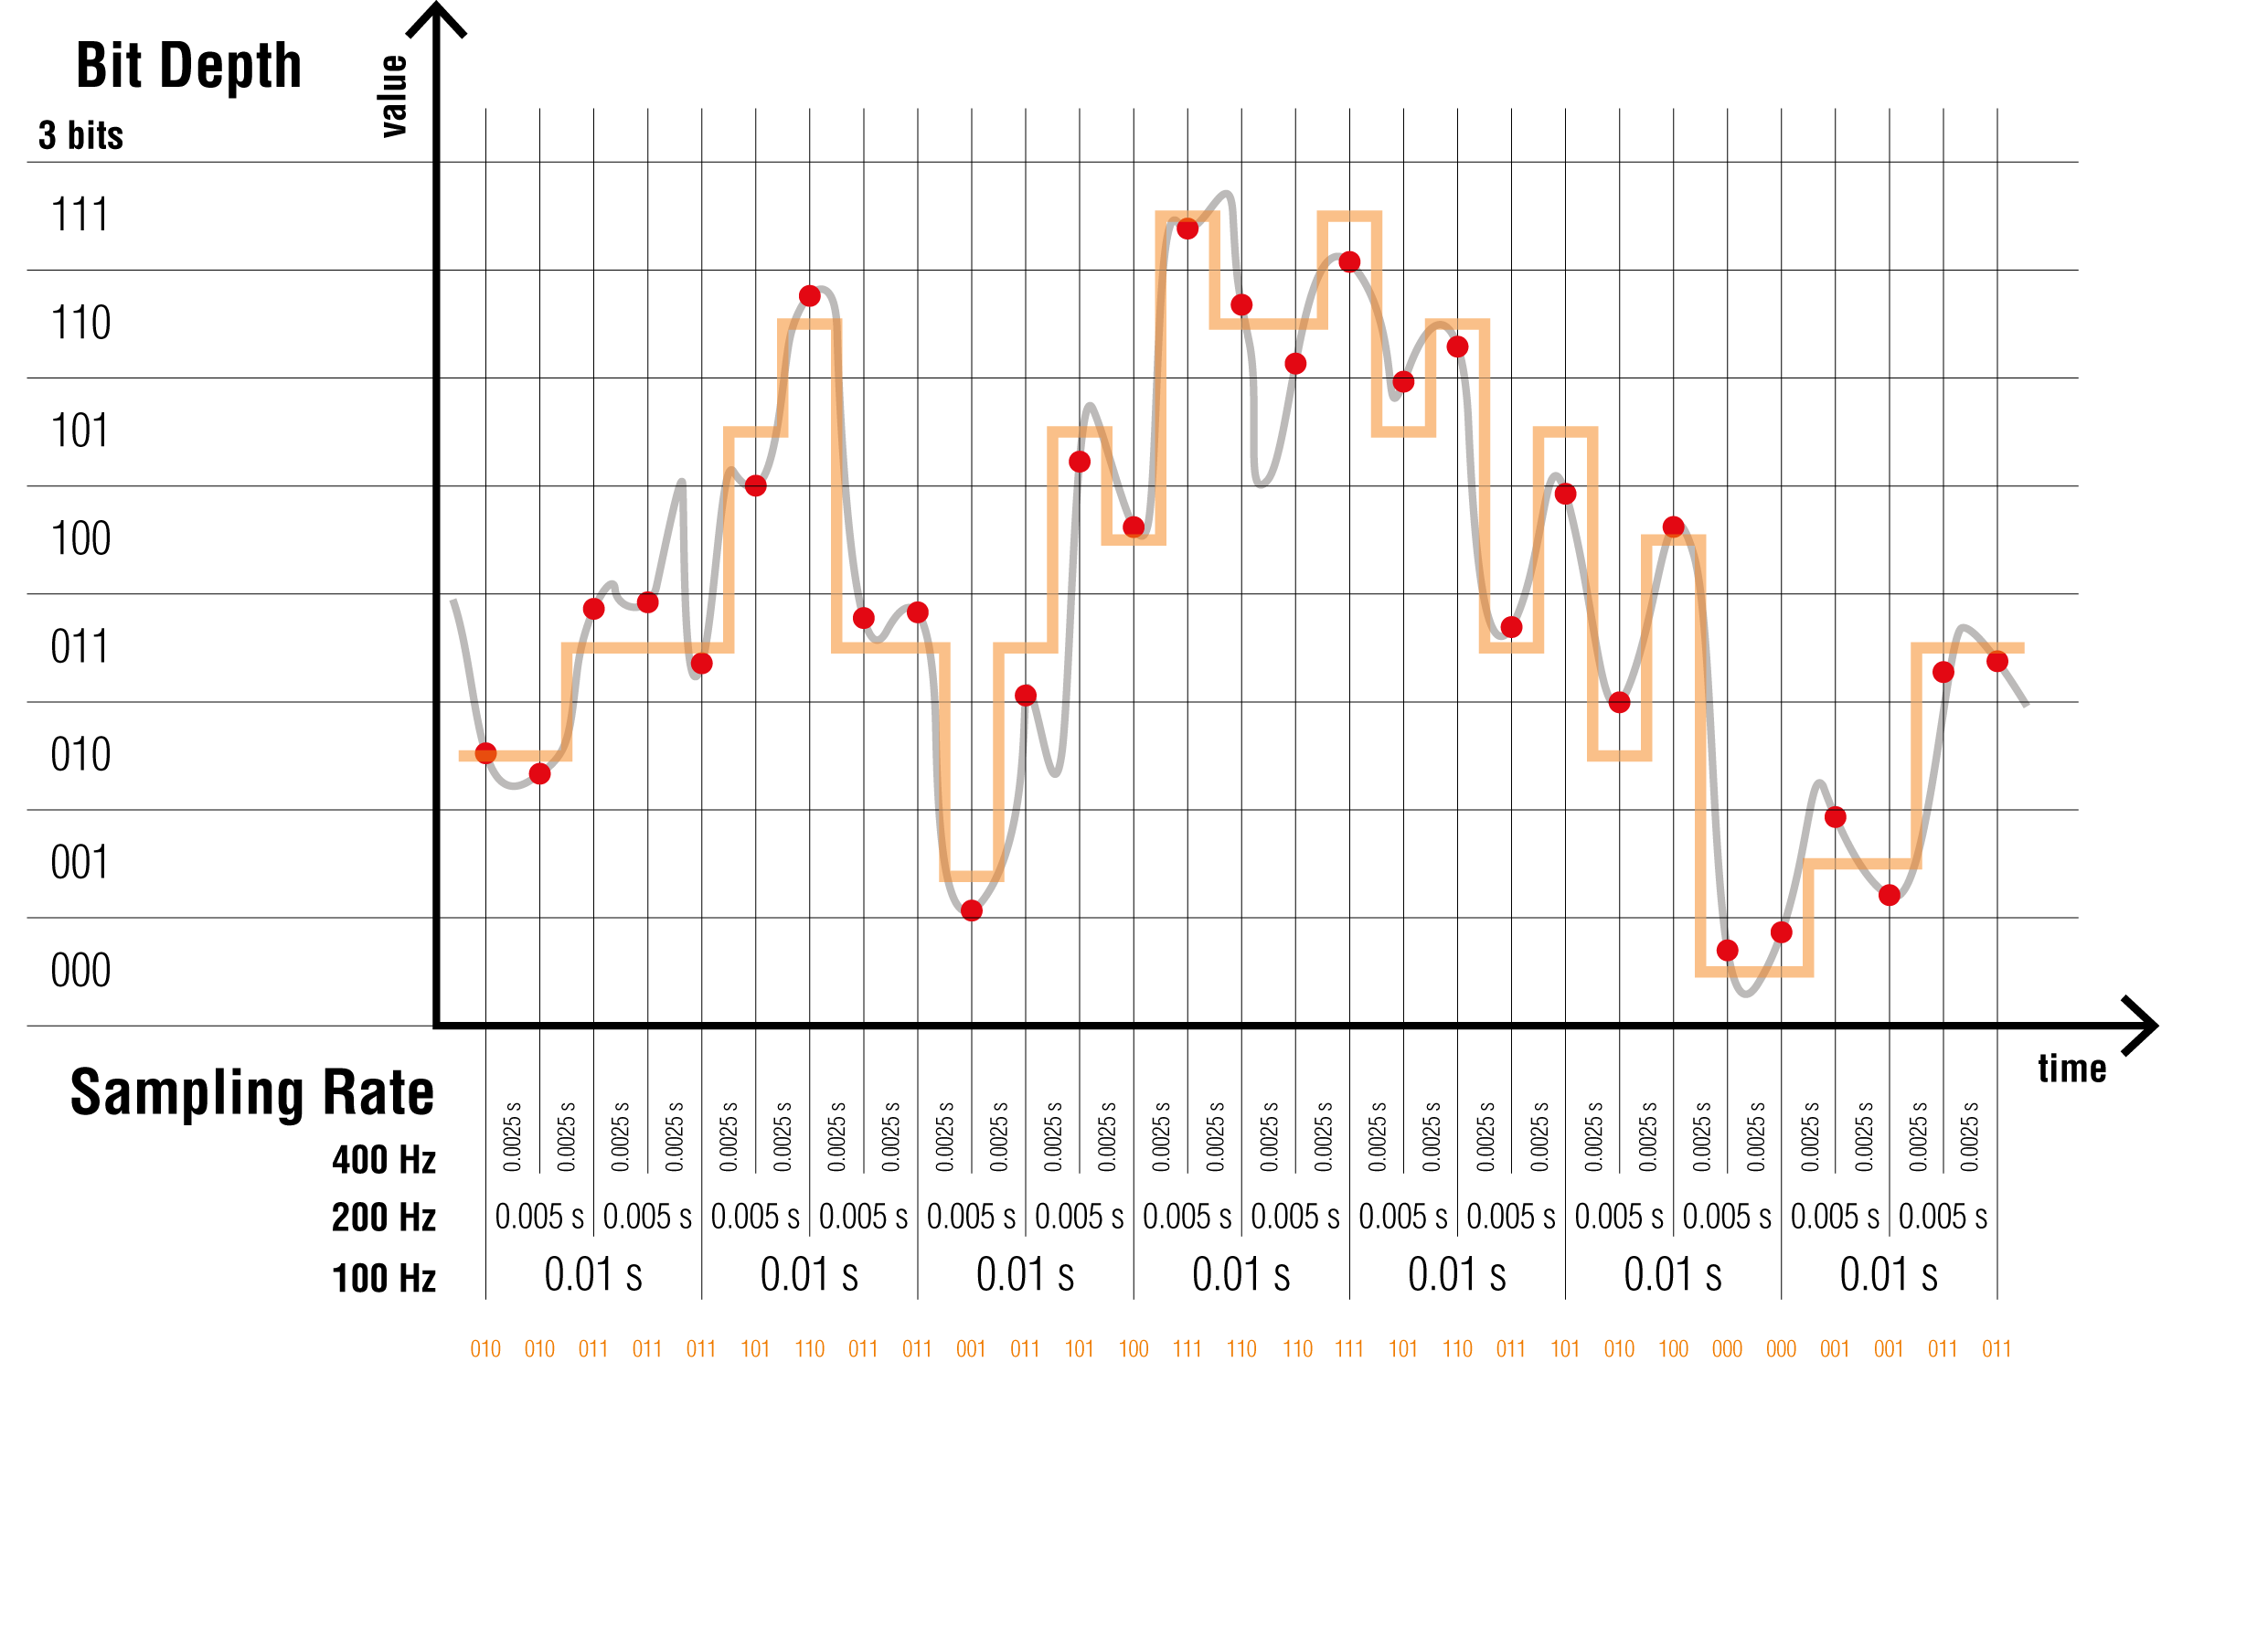 Bit Depth
value
3 bits
111
110
101
100
011
010
001
000
time
Sampling Rate
400 Hz
0.0025 s 0.0025 s 0.0025 s 0.0025 s 0.0025 s 0.0025 s 0.0025 s 0.0025 s 0.0025 s 0.0025 s 0.0025 s 0.0025 s 0.0025 s 0.0025 s 0.0025 s 0.0025 s 0.0025 s 0.0025 s 0.0025 s 0.0025 s 0.0025 s 0.0025 s 0.0025 s 0.0025 s 0.0025 s 0.0025 s 0.0025 s 0.0025 s
200 Hz 0.005 s 0.005 s 0.005 s 0.005 s 0.005 s 0.005 s 0.005 s 0.005 s 0.005 s 0.005 s 0.005 s 0.005 s 0.005 s 0.005 s
100 Hz 0.01 s 0.01 s 0.01 s 0.01 s 0.01 s 0.01 s 0.01 s
010 010 011 011 011 101 110 011 011 001 011 101 100 111 110 110 111 101 110 011 101 010 100 000 000 001 001 011 011